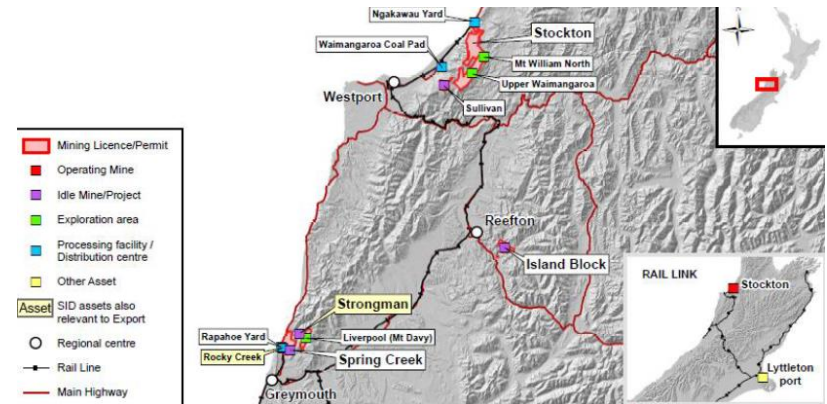 Ngakawau Yard
Stockton
Waimangaroa Coal Pad
Mt William North
Upper Waimangaroa
Westport
Sullivan
Mining Licence/Permit
Operating Mine
Idle Mine/Project
Exploration area
Processing facility /
Distribution centre
Other Asset
Asset
SID assets also
relevant to Export
Regional centre
Rail Line
Main Highway
Reefton
Island Block
Strongman
Rapahoe Yard
Liverpool (Mt Davy)
Rocky Creek
Spring Creek
Greymouth
RAIL LINK
Stockton
Lyttleton
port